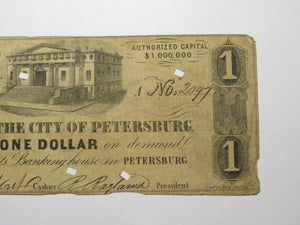 AUTHORIZED CAPITAL
$1,000,000
1
No. 2097
THE CITY OF PETERSBURG,
ONE DOLLAR on demand
Banking house in PETERSBURG
1
Cashier President